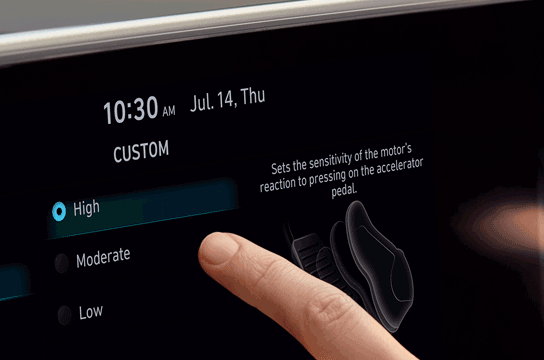 10:30 AM Jul. 14, Thu
CUSTOM
Sets the sensitivity of the motor's
reaction to pressing on the accelerator
pedal.
High
Moderate
Low